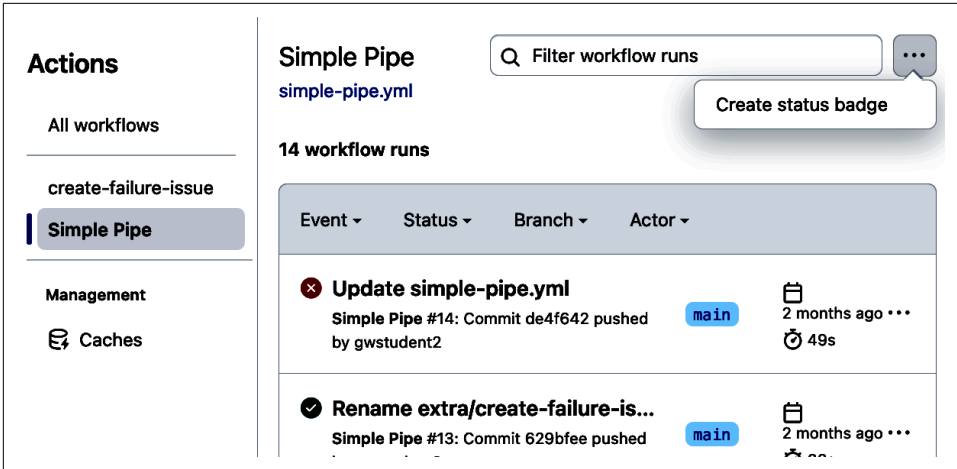 Actions
All workflows
create-failure-issue
Simple Pipe
Management
Caches
Simple Pipe
simple-pipe.yml
Filter workflow runs
Create status badge
14 workflow runs
Event Status Branch Actor
Update simple-pipe.yml
Simple Pipe #14: Commit de4f642 pushed
by gwstudent2
main
2 months ago
49s
Rename extra/create-failure-is...
Simple Pipe #13: Commit 629bfee pushed
main
2 months ago